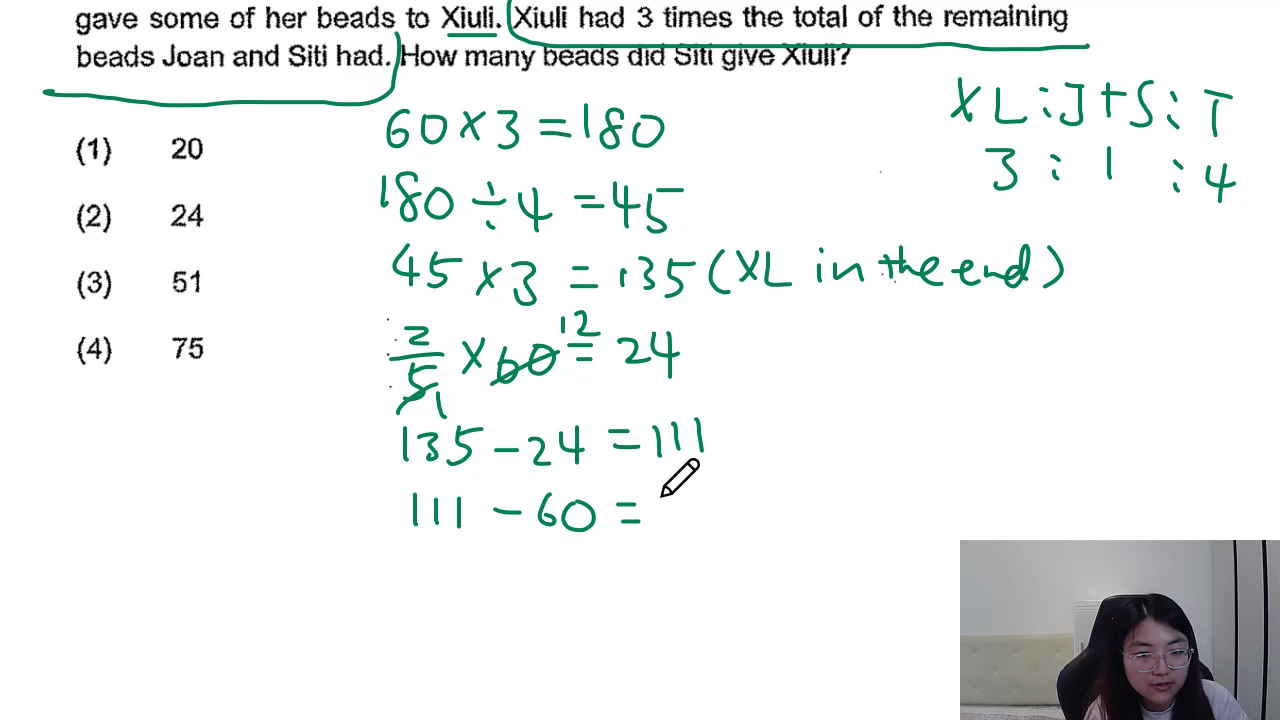 gave some of her beads to Xiuli. Xiuli had 3 times the total of the remaining
beads Joan and Siti had. How many beads did Siti give Xiuli?
XL : J+S : T
3 : 1 : 4
(1) 20
(2) 24
(3) 51
(4) 75
60 × 3 = 180
180 ÷ 4 = 45
45 × 3 = 135 (XL in the end)
2/5 1 × 60 12 = 24
135 - 24 = 111
111 - 60 =